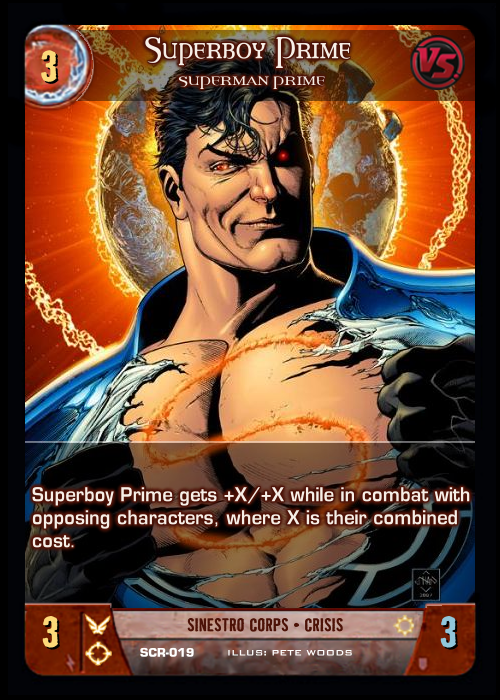 3
Superboy Prime
Superman Prime
VS
Superboy Prime gets +X/+X while in combat with
opposing characters, where X is their combined
cost.
2007
3
SINESTRO CORPS • CRISIS
3
SCR-019
ILLUS: PETE WOODS